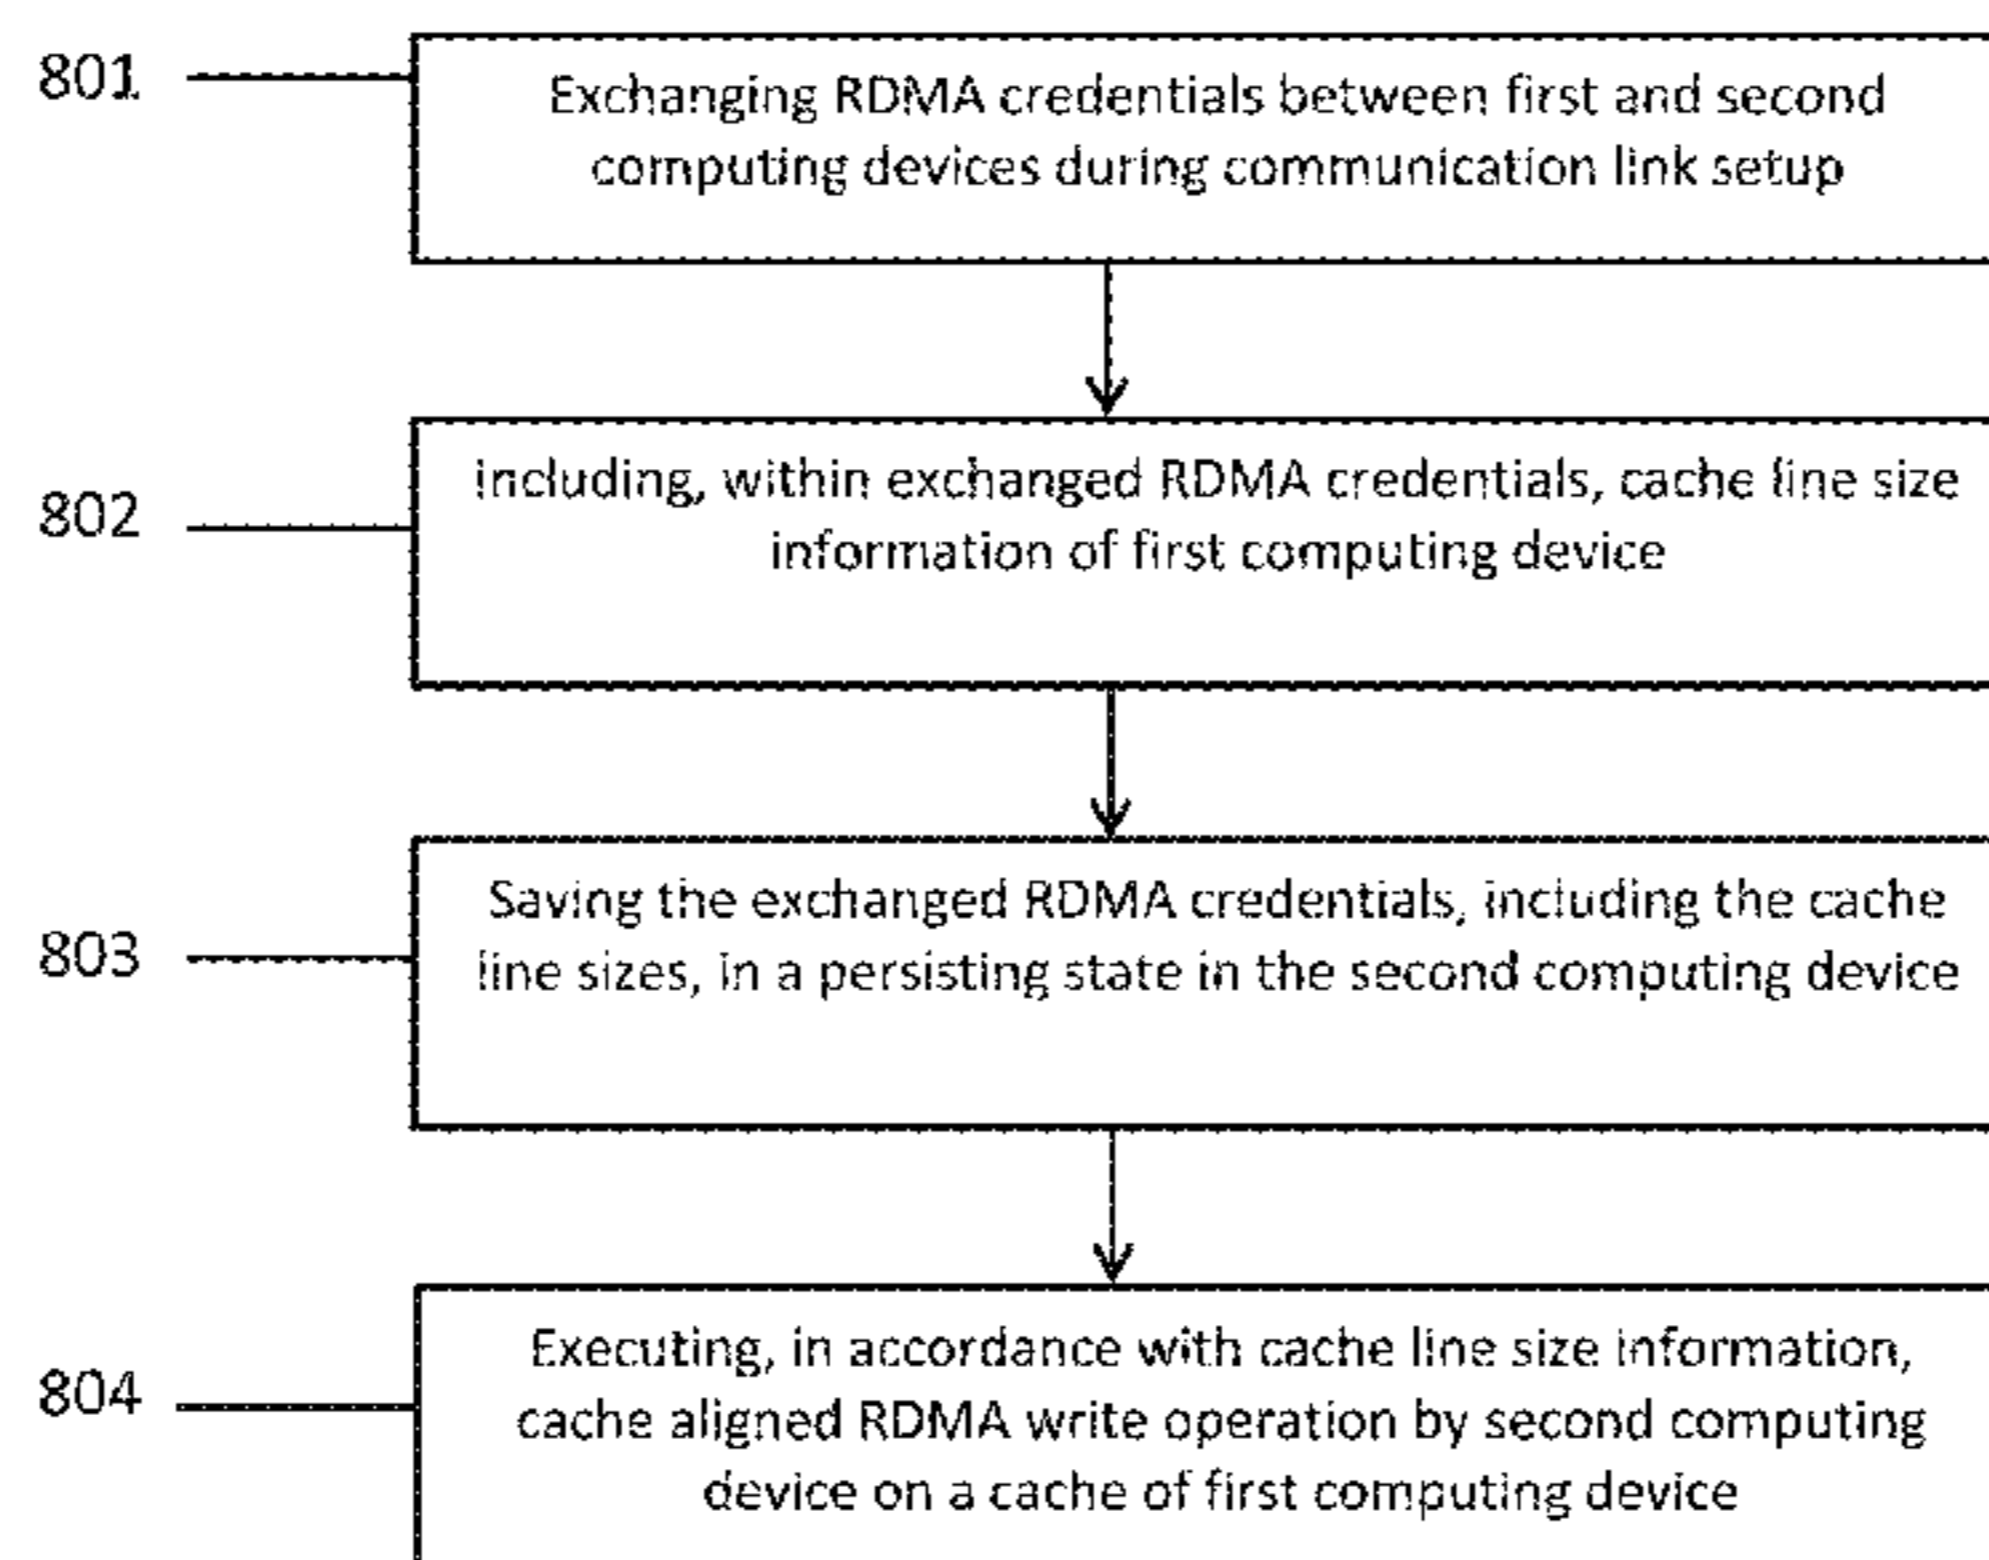 801
Exchanging RDMA credentials between first and second
computing devices during communication link setup
802
including, within exchanged RDMA credentials, cache line size
information of first computing device
803
Saving the exchanged RDMA credentials, including the cache
line sizes, in a persisting state in the second computing device
804
Executing, in accordance with cache line size information,
cache aligned RDMA write operation by second computing
device on a cache of first computing device